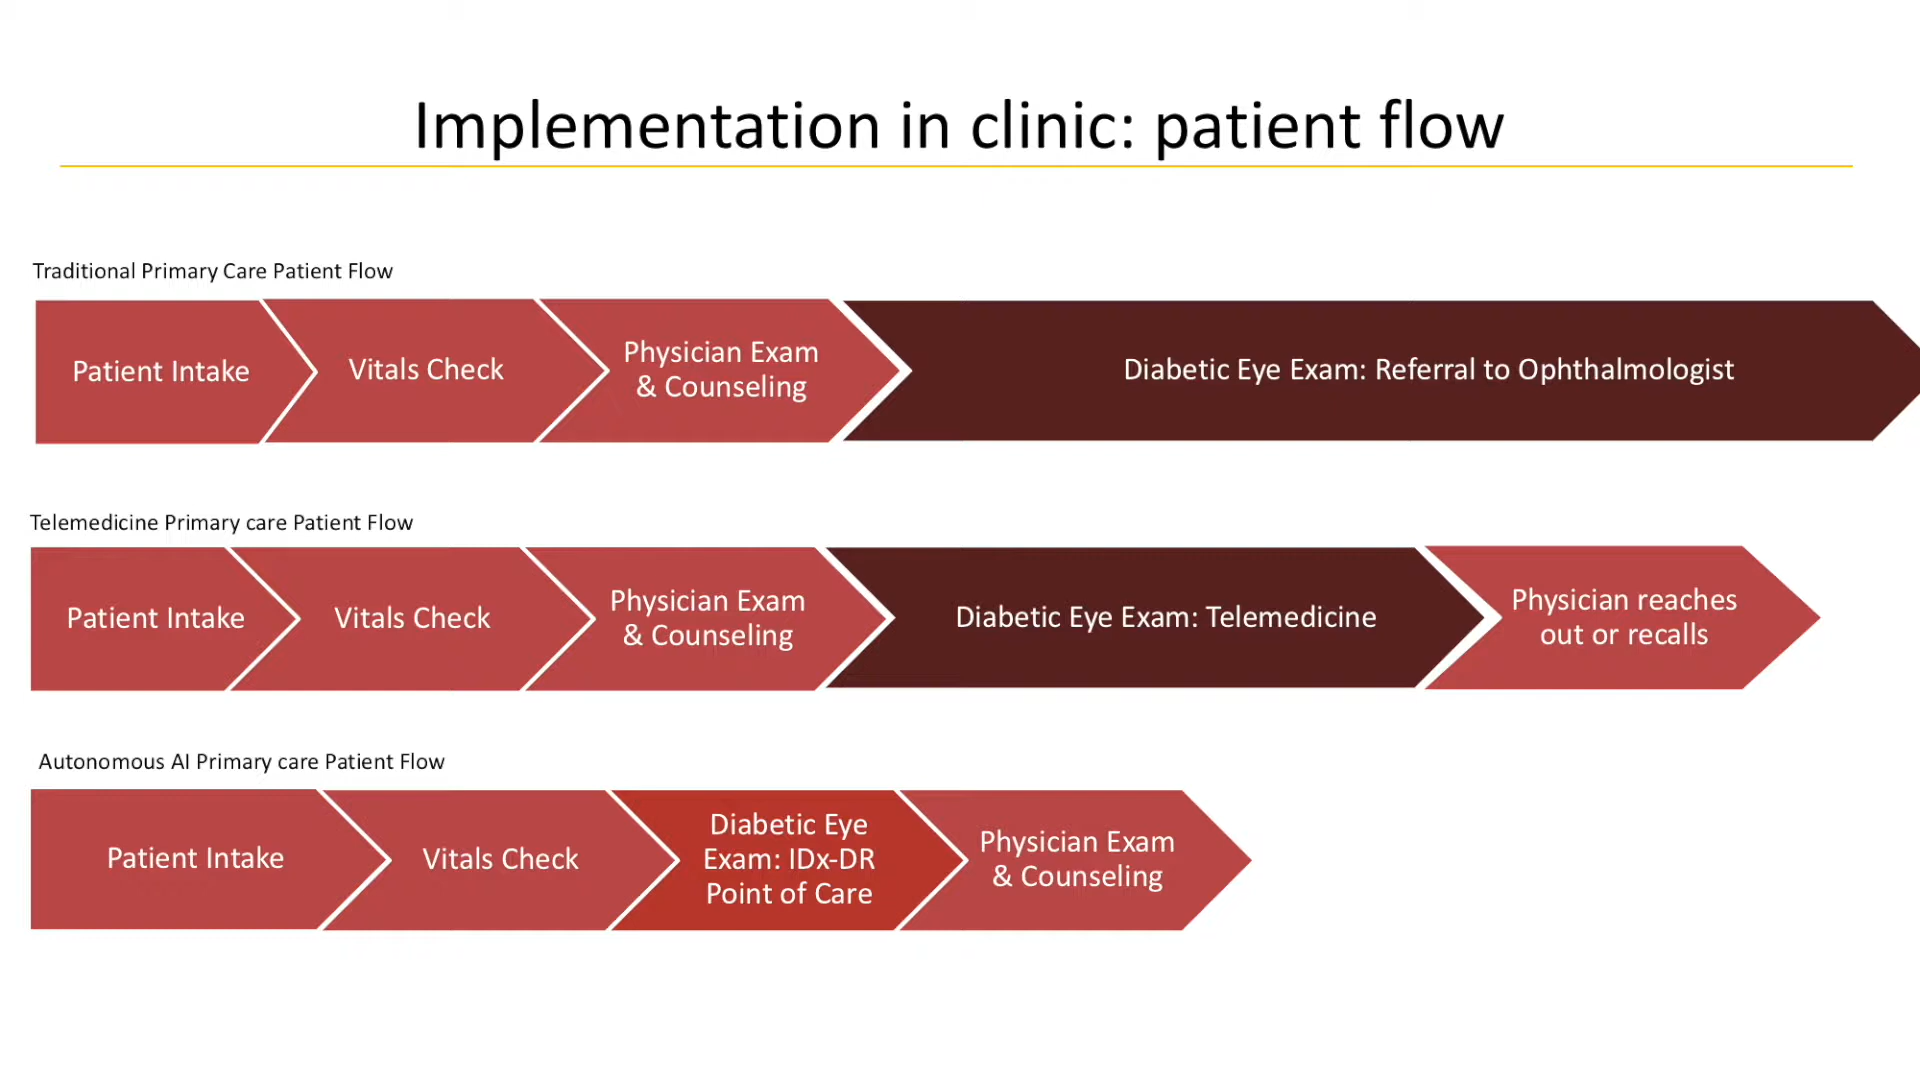 Implementation in clinic: patient flow
Traditional Primary Care Patient Flow
Patient Intake
Vitals Check
Physician Exam
& Counseling
Diabetic Eye Exam: Referral to Ophthalmologist
Telemedicine Primary care Patient Flow
Patient Intake
Vitals Check
Physician Exam
& Counseling
Diabetic Eye Exam: Telemedicine
Physician reaches
out or recalls
Autonomous AI Primary care Patient Flow
Patient Intake
Vitals Check
Diabetic Eye
Exam: IDx-DR
Point of Care
Physician Exam
& Counseling